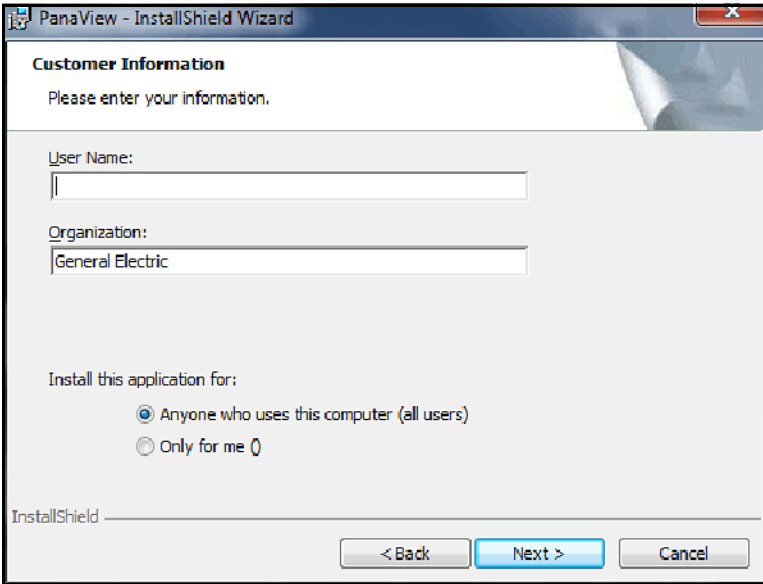 PanaView - InstallShield Wizard
Customer Information
Please enter your information.
User Name:
Organization:
General Electric
Install this application for:
Anyone who uses this computer (all users)
Only for me ()
InstallShield
< Back Next > Cancel